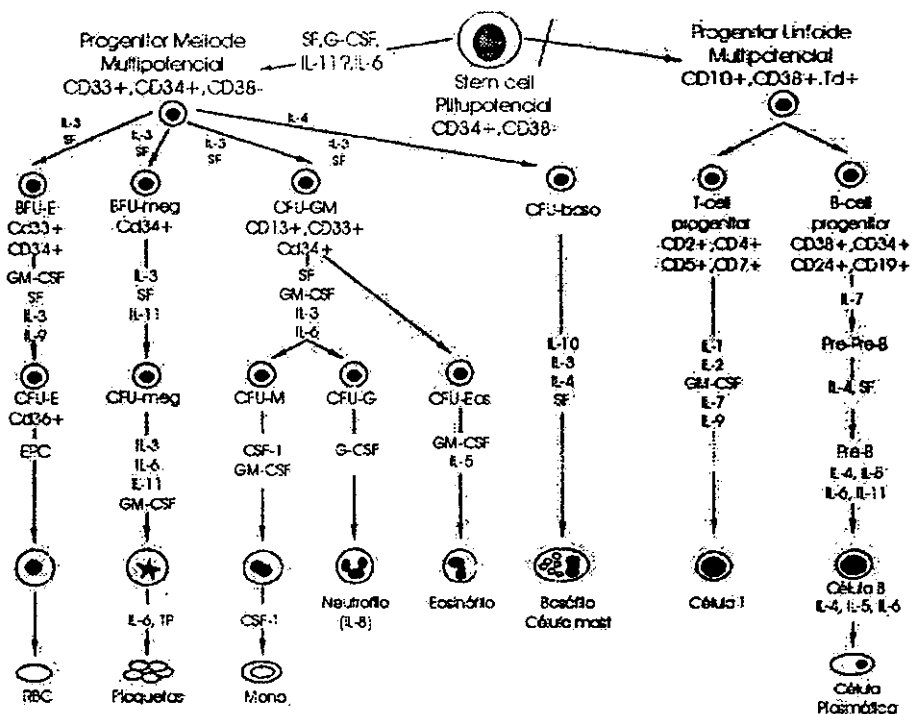 Progenitor Mieloide
Multipotencial
CD33+,CD34+,CD38-
SF,G-CSF,
IL-11?,IL-6
Stem cell
CD34+,CD38-
Progenitor Linfoide
Multipotencial
CD10+,CD38+,Td+
IL-3
SF
IL-3
SF
IL-3
SF
IL-4
IL-3
SF
BFU-E
Cd33+
CD34+
GM-CSF
SF
IL-3
IL-9
CFU-E
Cd36+
RBC
BFU-meg
Cd34+
IL-3
SF
IL-11
CFU-meg
IL-3
IL-6
IL-11
GM-CSF
IL-6, TP
Plaquetas
CFU-GM
CD13+,CD33+
Cd34+
SF
GM-CSF
IL-3
IL-6
CFU-M
CSF-1
GM-CSF
CSF-1
Mono
CFU-G
G-CSF
Neutrofilo
(IL-8)
CFU-Eos
GM-CSF
IL-5
Eosinófilo
CFU-baso
IL-10
IL-3
IL-4
SF
Basófilo
Célula mast
T-cell
progenitor
CD2+,CD4+
CD5+,CD7+
IL-1
IL-2
GM-CSF
IL-7
IL-9
Célula T
B-cell
progenitor
CD38+,CD34+
CD24+,CD19+
IL-7
Pre-Pre-B
IL-4, SF
Pre-B
IL-6, IL-11
Célula B
IL-4, IL-5, IL-6
Célula
Plasmática